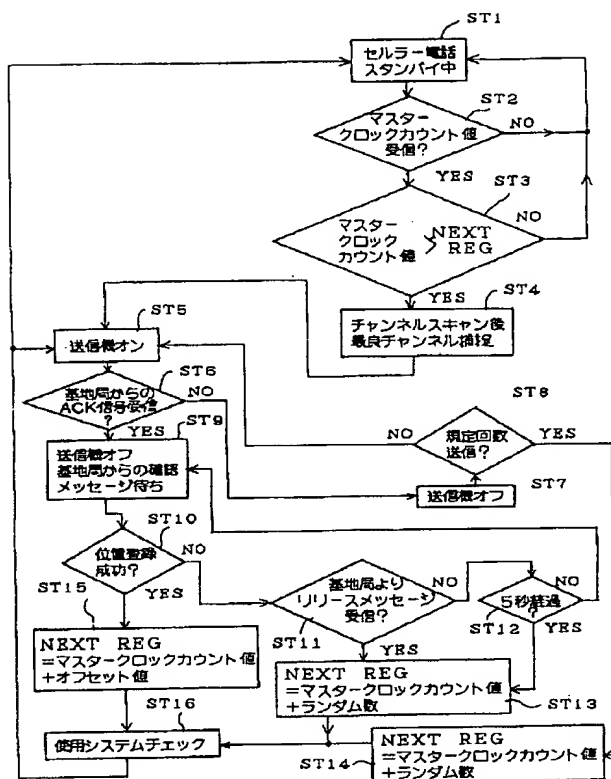 ST1
セルラー電話
スタンバイ中
ST2
マスター
クロックカウント値
受信?
NO
YES
ST3
マスター
クロック
カウント値
>NEXT
REG
NO
YES
ST4
チャンネルスキャン後
最良チャンネル捕捉
ST5
送信機オン
ST6
基地局からの
ACK信号受信
?
NO
YES
ST9
送信機オフ
基地局からの確認
メッセージ待ち
ST8
規定回数
送信?
NO
YES
ST7
送信機オフ
ST10
位置登録
成功?
NO
YES
ST11
基地局より
リリースメッセージ
受信?
NO
YES
ST12
5秒経過
?
NO
YES
ST15
NEXT REG
=マスタークロックカウント値
+オフセット値
ST13
NEXT REG
=マスタークロックカウント値
+ランダム数
ST16
使用システムチェック
ST14
NEXT REG
=マスタークロックカウント値
+ランダム数